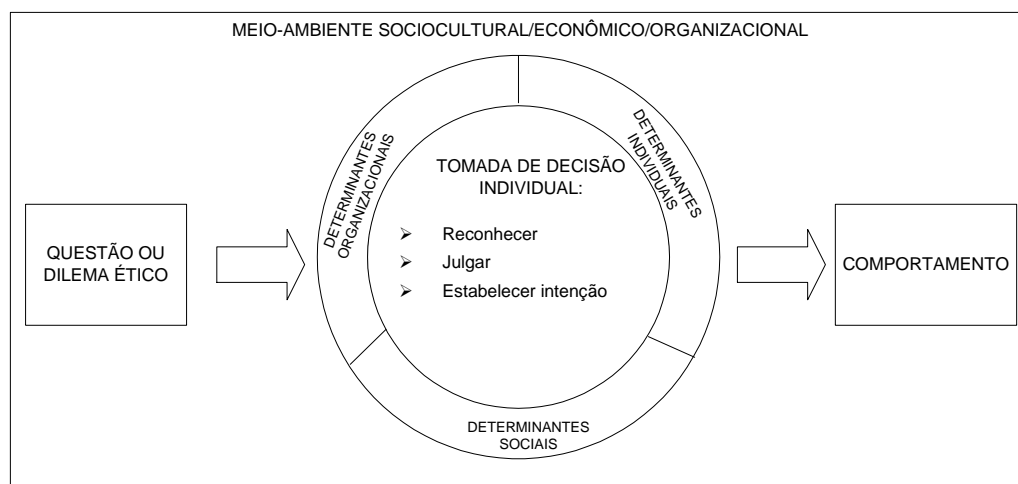 MEIO-AMBIENTE SOCIOCULTURAL/ECONÔMICO/ORGANIZACIONAL
QUESTÃO OU
DILEMA ÉTICO
DETERMINANTES
ORGANIZACIONAIS
TOMADA DE DECISÃO
INDIVIDUAL:
Reconhecer
Julgar
Estabelecer intenção
DETERMINANTES
INDIVIDUAIS
DETERMINANTES
SOCIAIS
COMPORTAMENTO